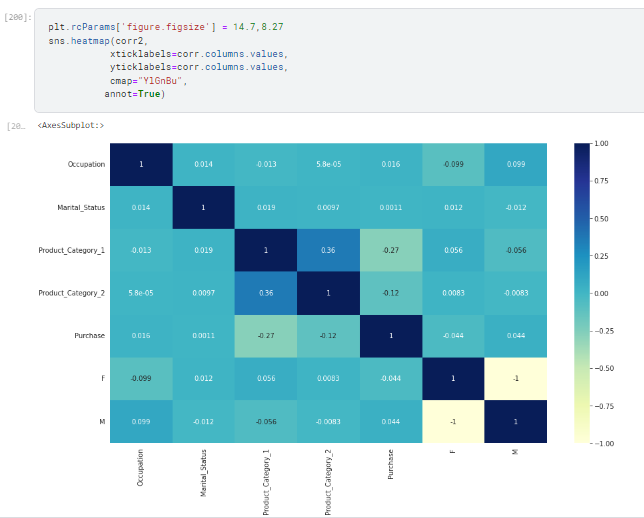 [200]:
plt.rcParams['figure.figsize'] = 14.7,8.27
sns.heatmap(corr2,
xticklabels=corr.columns.values,
yticklabels=corr.columns.values,
cmap="YlGnBu",
annot=True)
[20…
<AxesSubplot:>
Occupation 1 0.014 -0.013 5.8e-05 0.016 -0.099 0.099
Marital_Status 0.014 1 0.019 0.0097 0.0011 0.012 -0.012
Product_Category_1 -0.013 0.019 1 0.36 -0.27 0.056 -0.056
Product_Category_2 5.8e-05 0.0097 0.36 1 -0.12 0.0083 -0.0083
Purchase 0.016 0.0011 -0.27 -0.12 1 -0.044 0.044
F -0.099 0.012 0.056 0.0083 -0.044 1 -1
M 0.099 -0.012 -0.056 -0.0083 0.044 -1 1
Occupation
Marital_Status
Product_Category_1
Product_Category_2
Purchase
F
M
1.00
0.75
0.50
0.25
0.00
−0.25
−0.50
−0.75
−1.00